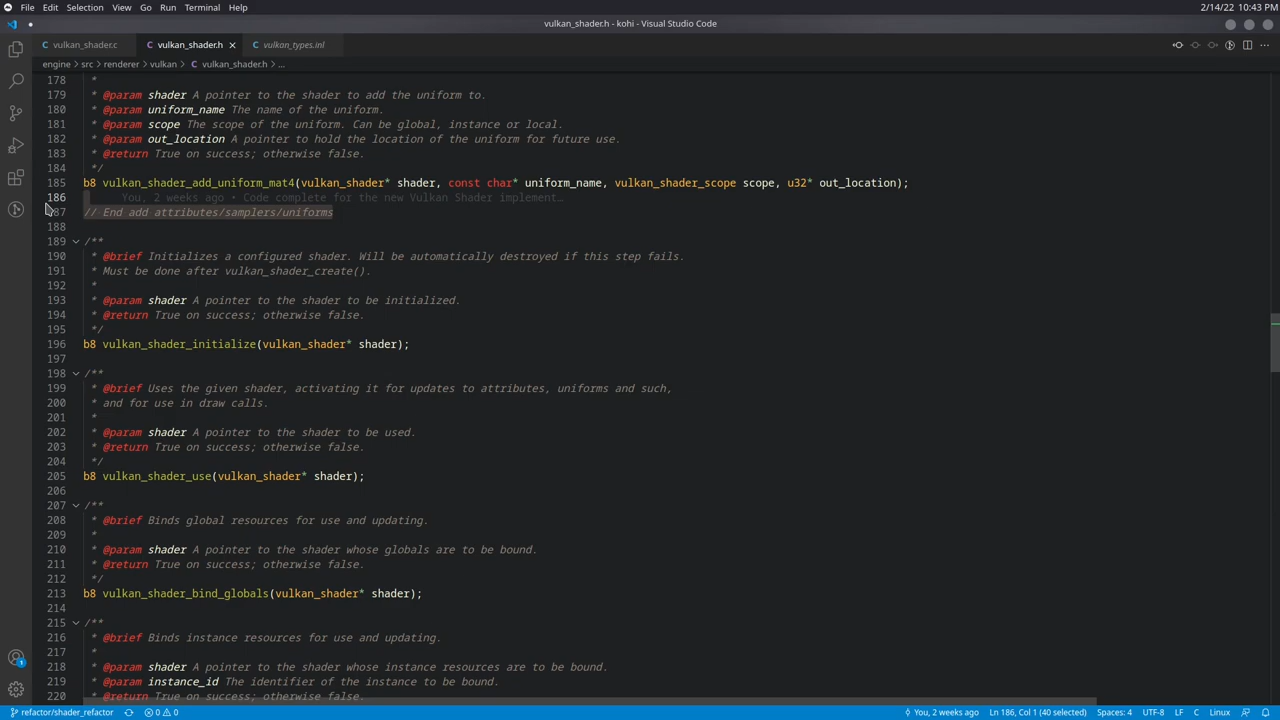 File Edit Selection View Go Run Terminal Help
2/14/22 10:43 PM
vulkan_shader.h - kohi - Visual Studio Code
vulkan_shader.c vulkan_shader.h vulkan_types.inl
engine > src > renderer > vulkan > vulkan_shader.h > ...
178 *
179 * @param shader A pointer to the shader to add the uniform to.
180 * @param uniform_name The name of the uniform.
181 * @param scope The scope of the uniform. Can be global, instance or local.
182 * @param out_location A pointer to hold the location of the uniform for future use.
183 * @return True on success; otherwise false.
184 */
185 b8 vulkan_shader_add_uniform_mat4(vulkan_shader* shader, const char* uniform_name, vulkan_shader_scope scope, u32* out_location);
186 You, 2 weeks ago • Code complete for the new Vulkan Shader implement…
187 // End add attributes/samplers/uniforms
188
189 /**
190 * @brief Initializes a configured shader. Will be automatically destroyed if this step fails.
191 * Must be done after vulkan_shader_create().
192 *
193 * @param shader A pointer to the shader to be initialized.
194 * @return True on success; otherwise false.
195 */
196 b8 vulkan_shader_initialize(vulkan_shader* shader);
197
198 /**
199 * @brief Uses the given shader, activating it for updates to attributes, uniforms and such,
200 * and for use in draw calls.
201 *
202 * @param shader A pointer to the shader to be used.
203 * @return True on success; otherwise false.
204 */
205 b8 vulkan_shader_use(vulkan_shader* shader);
206
207 /**
208 * @brief Binds global resources for use and updating.
209 *
210 * @param shader A pointer to the shader whose globals are to be bound.
211 * @return True on success; otherwise false.
212 */
213 b8 vulkan_shader_bind_globals(vulkan_shader* shader);
214
215 /**
216 * @brief Binds instance resources for use and updating.
217 *
218 * @param shader A pointer to the shader whose instance resources are to be bound.
219 * @param instance_id The identifier of the instance to be bound.
220 * @return True on success; otherwise false.
1
refactor/shader_refactor 0 0 You, 2 weeks ago Ln 186, Col 1 (40 selected) Spaces: 4 UTF-8 LF C Linux